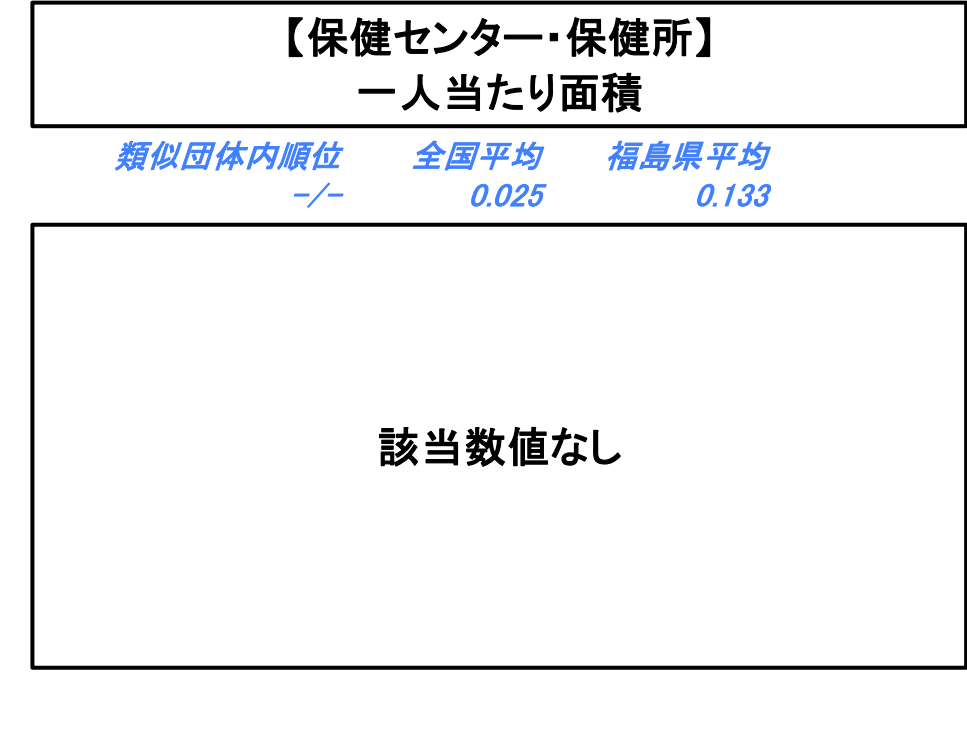 【保健センター・保健所】
一人当たり面積
類似団体内順位 全国平均 福島県平均
-/- 0.025 0.133
該当数値なし